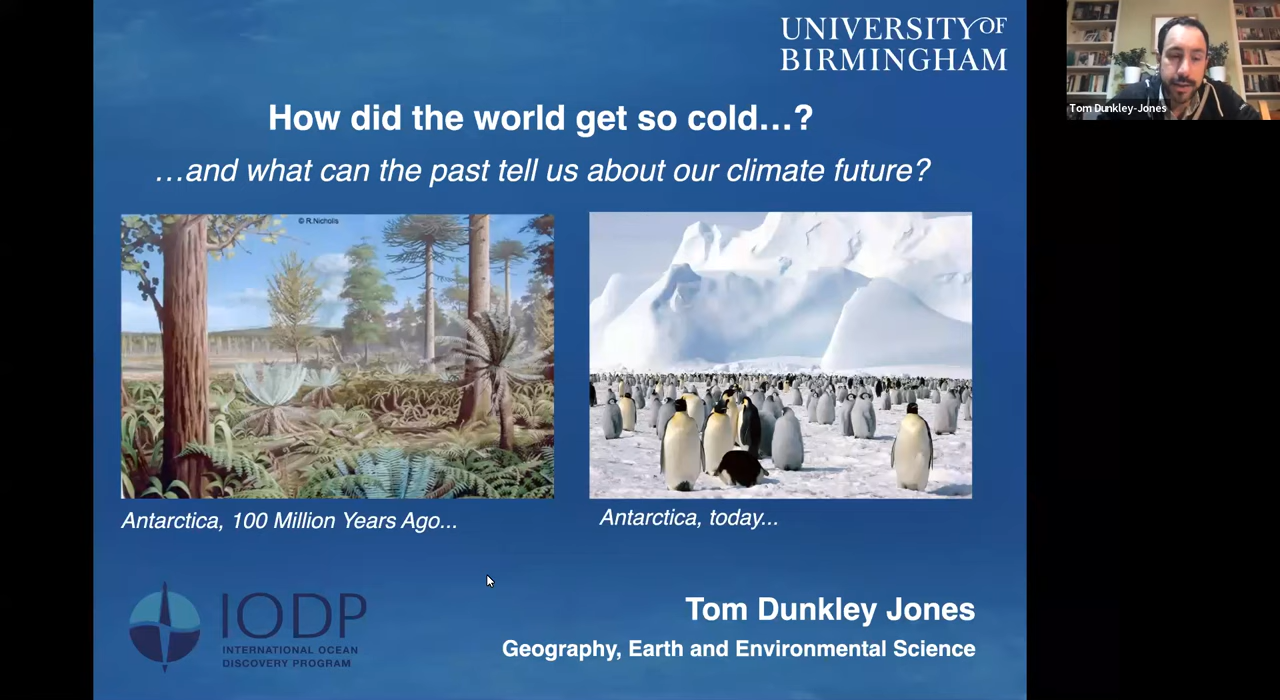 UNIVERSITY OF
BIRMINGHAM
Tom Dunkley-Jones
How did the world get so cold…?
…and what can the past tell us about our climate future?
© R.Nicholls
Antarctica, 100 Million Years Ago...
Antarctica, today...
IODP
INTERNATIONAL OCEAN
DISCOVERY PROGRAM
Tom Dunkley Jones
Geography, Earth and Environmental Science